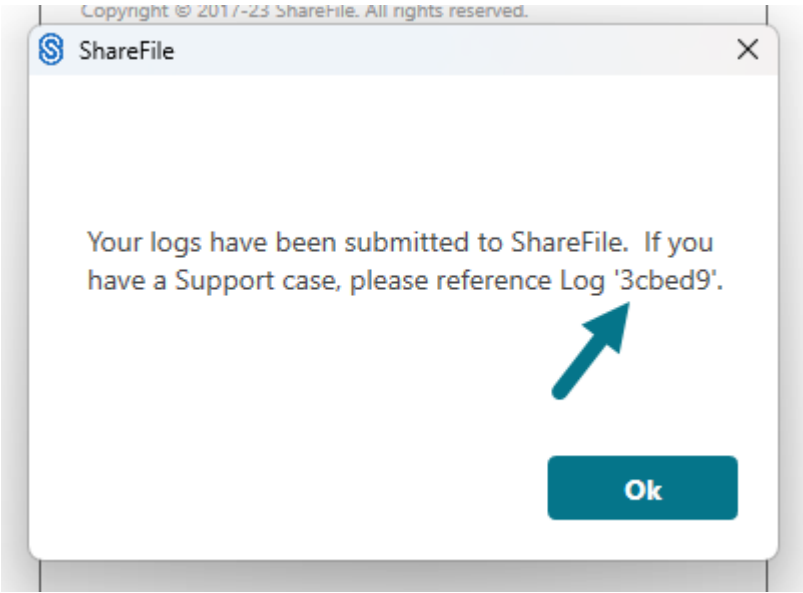 Copyright © 2017-23 ShareFile. All rights reserved.
ShareFile
Your logs have been submitted to ShareFile.  If you
have a Support case, please reference Log '3cbed9'.
Ok